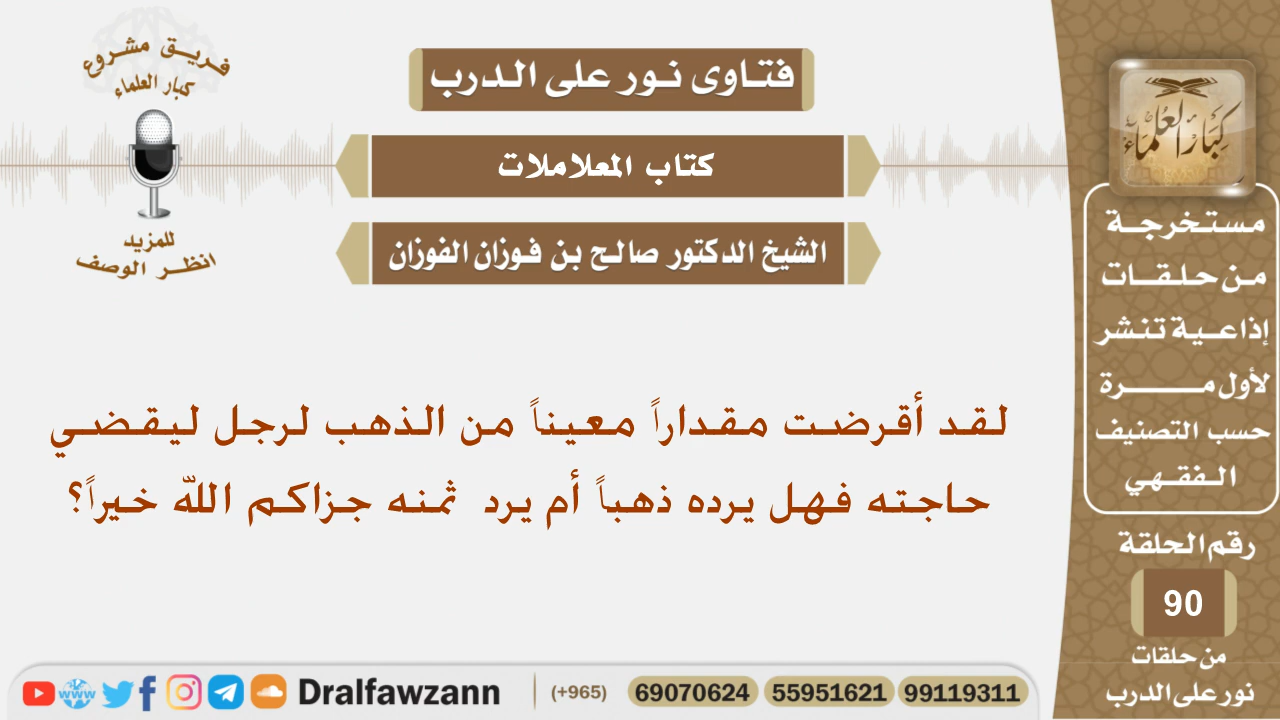 فريق مشروع
كبار العلماء
للمزيد
انظر الوصف
فتاوى نور على الدرب
كتاب المعلاملات
الشيخ الدكتور صالح بن فوزان الفوزان
لقد أقرضت مقداراً معيناً من الذهب لرجل ليقضي
حاجته فهل يرده ذهباً أم يرد ثمنه جزاكم الله خيراً؟
كبار العلماء
مستخرجة
من حلقات
إذاعية تنشر
لأول مرة
حسب التصنيف
الفقهي
رقم الحلقة
90
من حلقات
نور على الدرب
www Dralfawzann (+965) 69070624 55951621 99119311